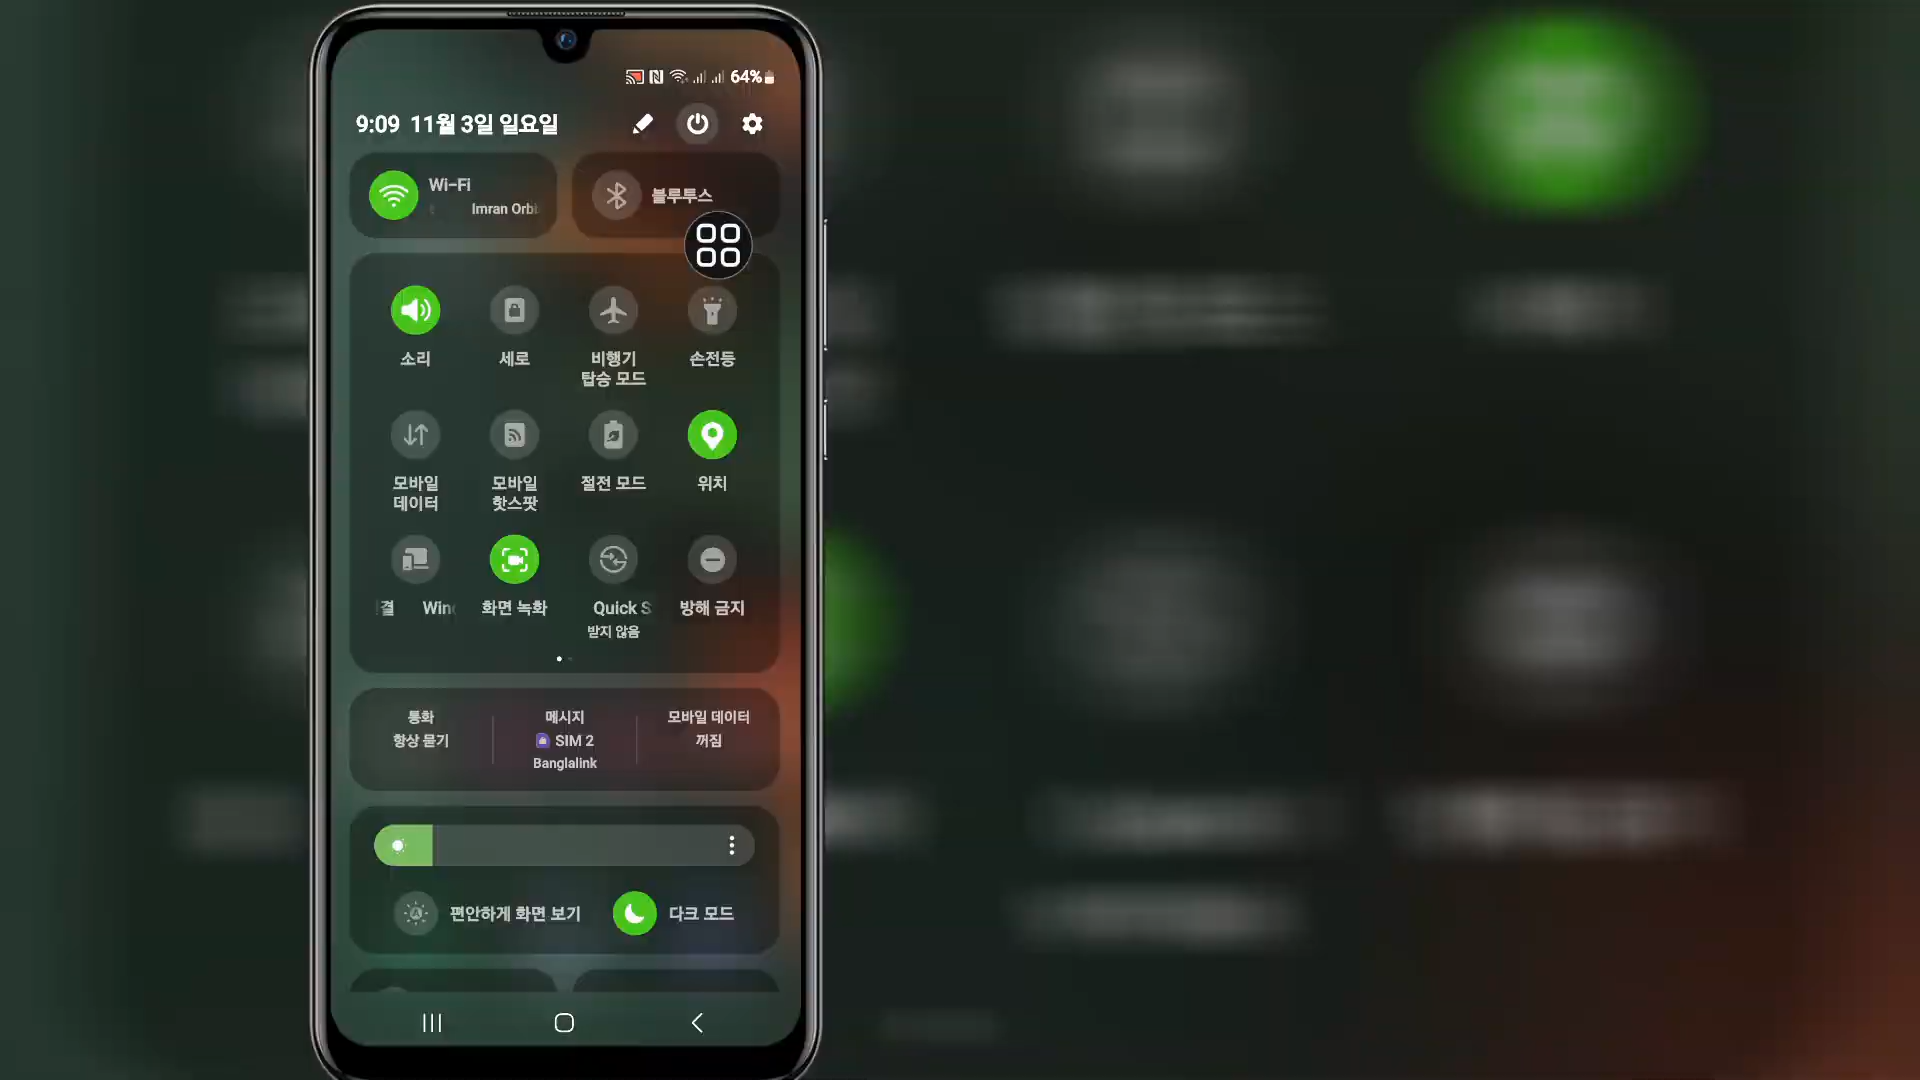 64%
9:09 11월 3일 일요일
Wi-Fi
Imran Orbi
블루투스
소리
세로
비행기
탑승 모드
손전등
모바일
데이터
모바일
핫스팟
절전 모드
위치
결 Win
화면 녹화
Quick S
받지 않음
방해 금지
통화
항상 묻기
메시지
SIM 2
Banglalink
모바일 데이터
꺼짐
편안하게 화면 보기
다크 모드